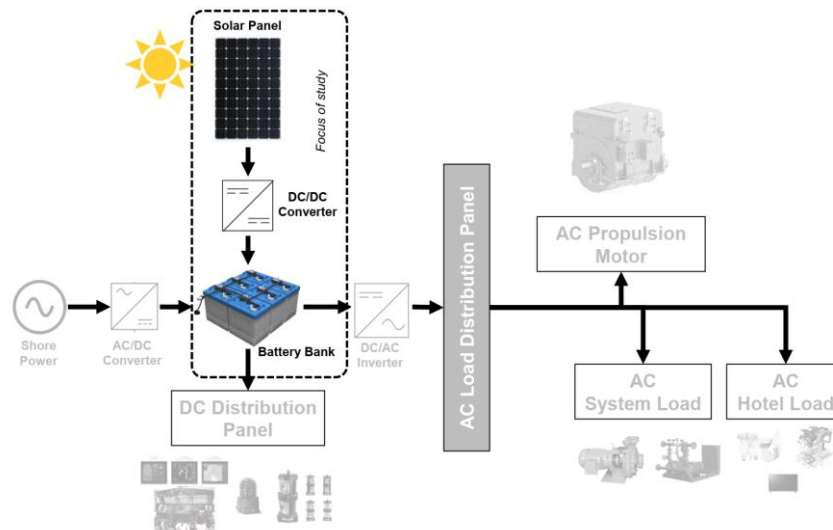 Solar Panel
Focus of study
DC/DC
Converter
Shore
Power
AC/DC
Converter
Battery Bank
DC/AC
Inverter
AC Load Distribution Panel
AC Propulsion
Motor
DC Distribution
Panel
AC
System Load
AC
Hotel Load